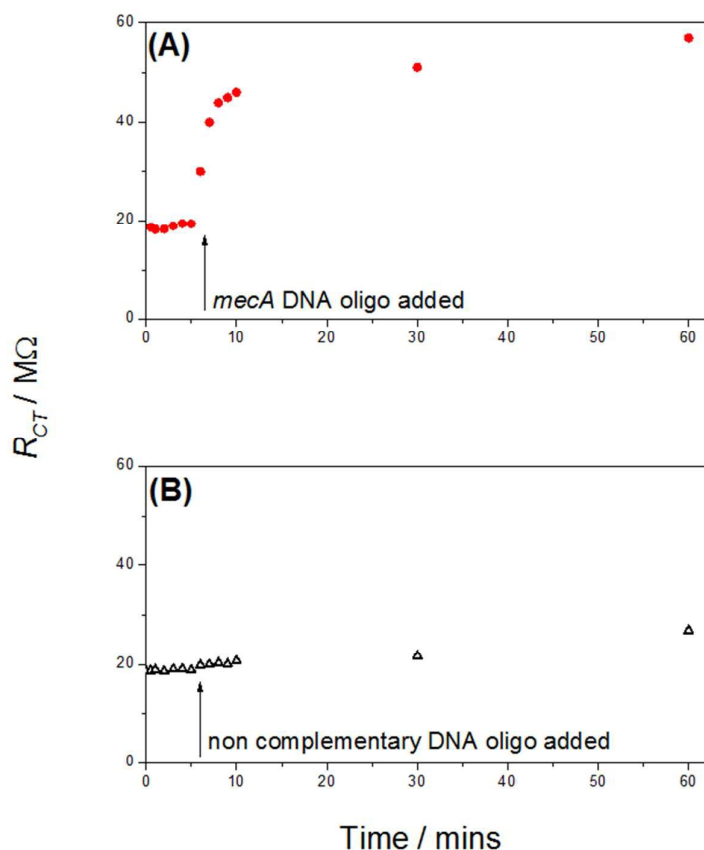 (A)
60
40
20
0
mecA DNA oligo added
0 10 20 30 40 50 60
R_CT / MΩ
(B)
60
40
20
0
non complementary DNA oligo added
0 10 20 30 40 50 60
Time / mins